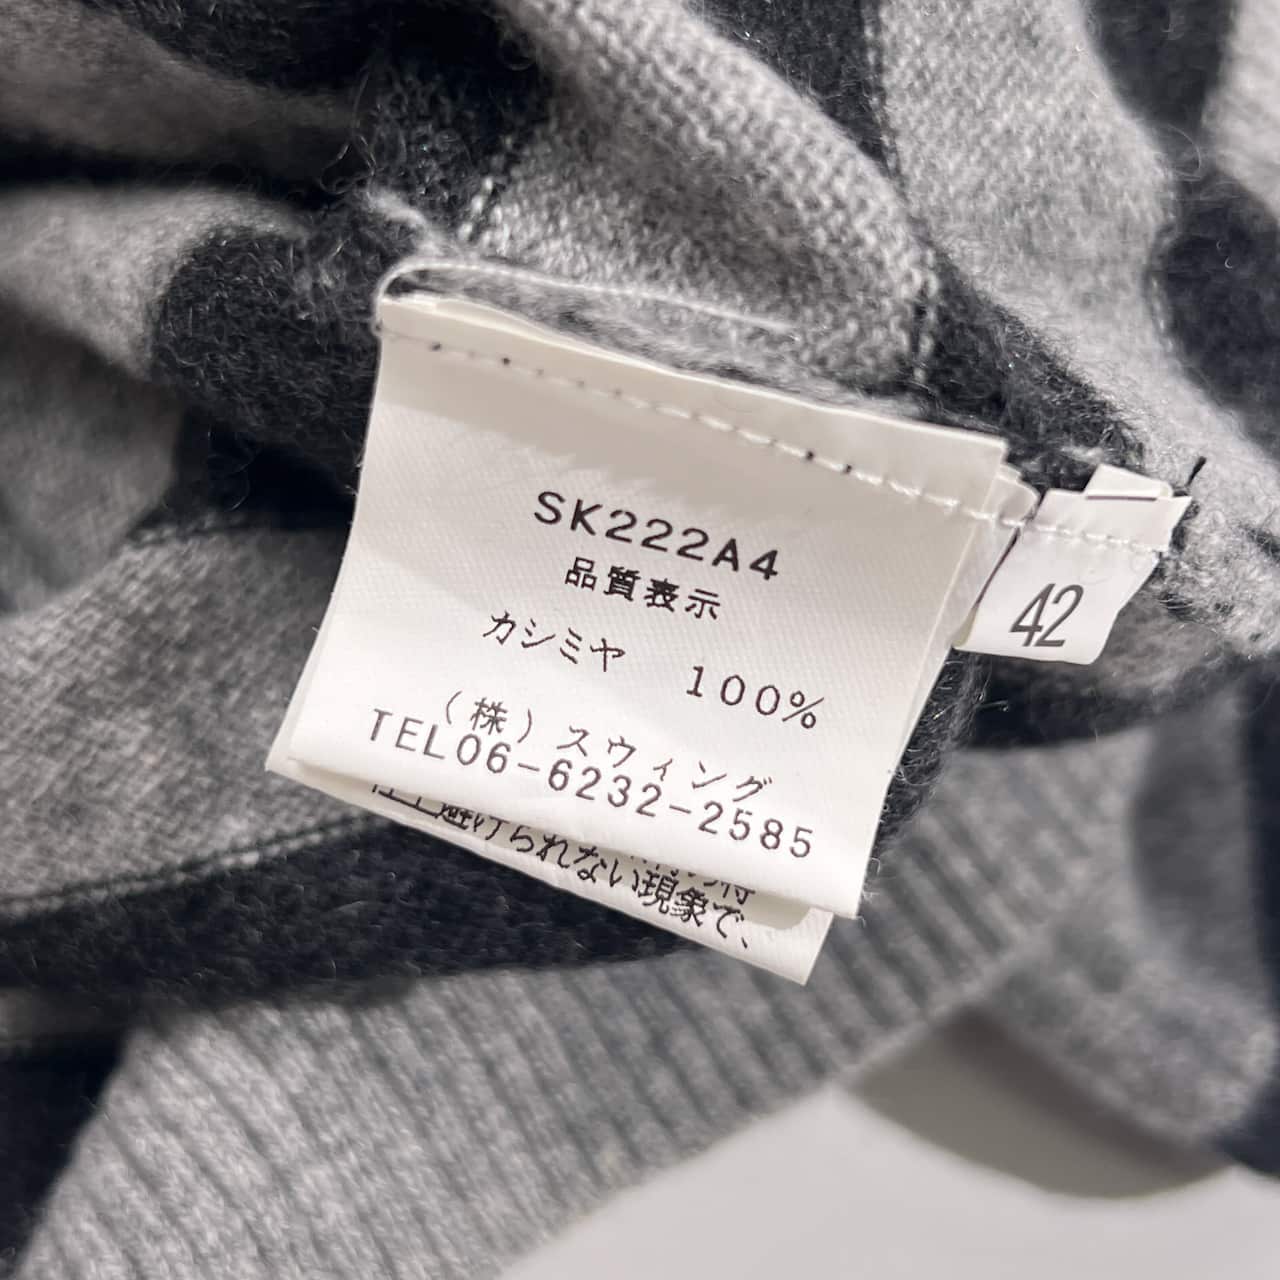 SK222A4
品質表示
カシミヤ 100%
(株)スウィング
TEL06-6232-2585
避けられない現象で、
42